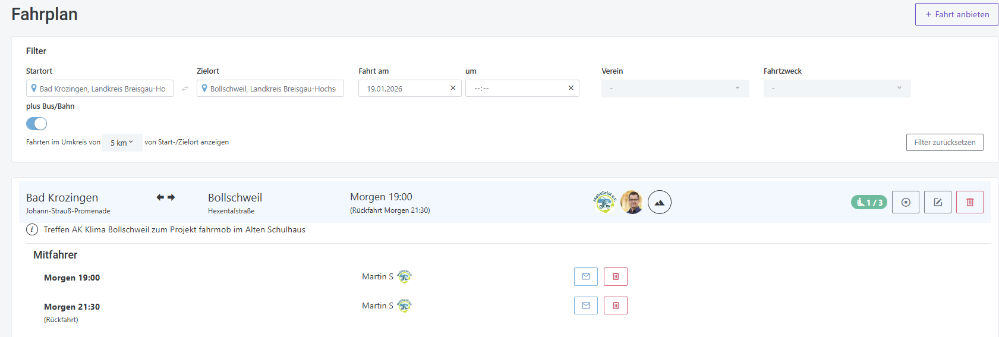 Fahrplan
+ Fahrt anbieten
Filter
Startort Zielort Fahrt am um Verein Fahrtzweck
Bad Krozingen, Landkreis Breisgau-Ho Bollschweil, Landkreis Breisgau-Hochs 19.01.2026 --:-- - -
plus Bus/Bahn
Fahrten im Umkreis von 5 km von Start-/Zielort anzeigen Filter zurücksetzen
Bad Krozingen Bollschweil Morgen 19:00 MobiGeist e.V. 1 / 3
Johann-Strauß-Promenade Hexentalstraße (Rückfahrt Morgen 21:30)
i Treffen AK Klima Bollschweil zum Projekt fahrmob im Alten Schulhaus
Mitfahrer
Morgen 19:00 Martin S MobiGeist e.V.
Morgen 21:30 Martin S MobiGeist e.V.
(Rückfahrt)